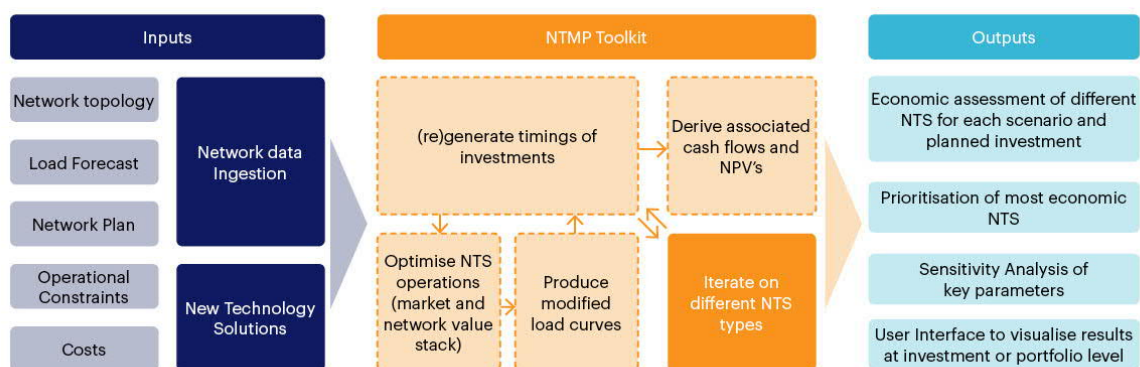 Inputs
NTMP Toolkit
Outputs
Network topology
Load Forecast
Network Plan
Operational
Constraints
Costs
Network data
Ingestion
New Technology
Solutions
(re)generate timings of
investments
Derive associated
cash flows and
NPV's
Optimise NTS
operations
(market and
network value
stack)
Produce
modified
load curves
Iterate on
different NTS
types
Economic assessment of different
NTS for each scenario and
planned investment
Prioritisation of most economic
NTS
Sensitivity Analysis of
key parameters
User Interface to visualise results
at investment or portfolio level